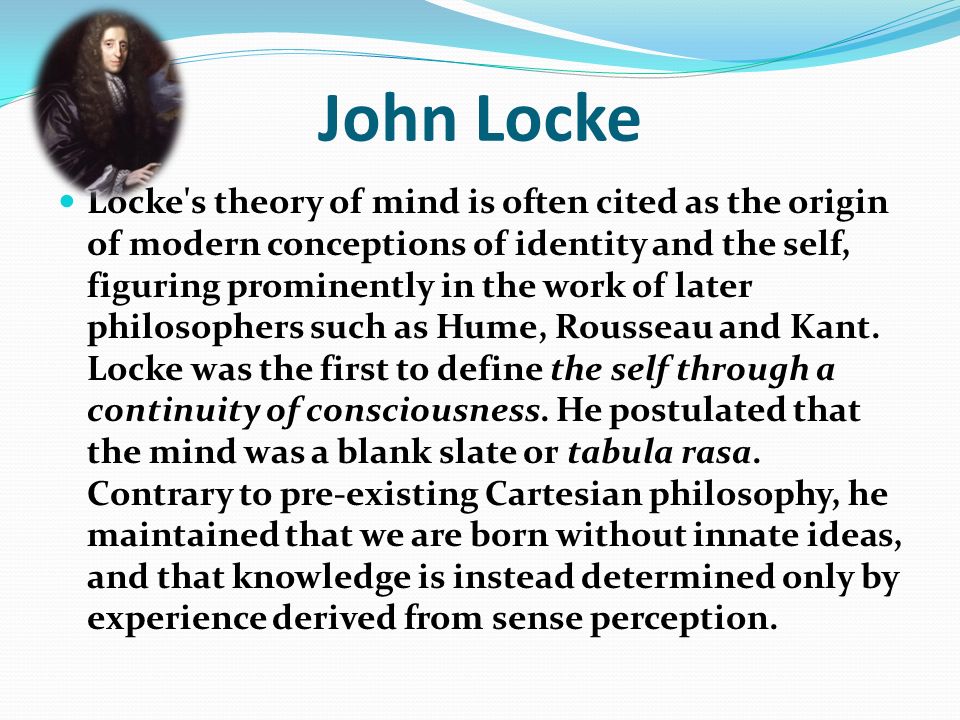 John Locke
Locke's theory of mind is often cited as the origin
of modern conceptions of identity and the self,
figuring prominently in the work of later
philosophers such as Hume, Rousseau and Kant.
Locke was the first to define the self through a
continuity of consciousness. He postulated that
the mind was a blank slate or tabula rasa.
Contrary to pre-existing Cartesian philosophy, he
maintained that we are born without innate ideas,
and that knowledge is instead determined only by
experience derived from sense perception.